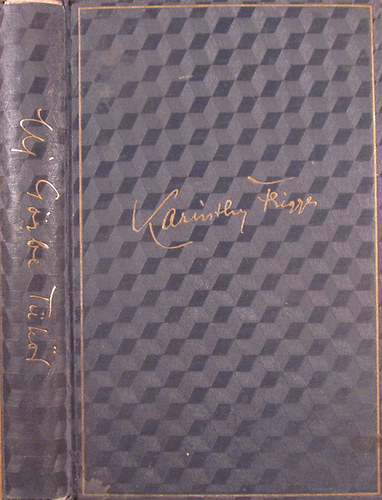 Új Görbe Tükör
Karinthy Frigyes